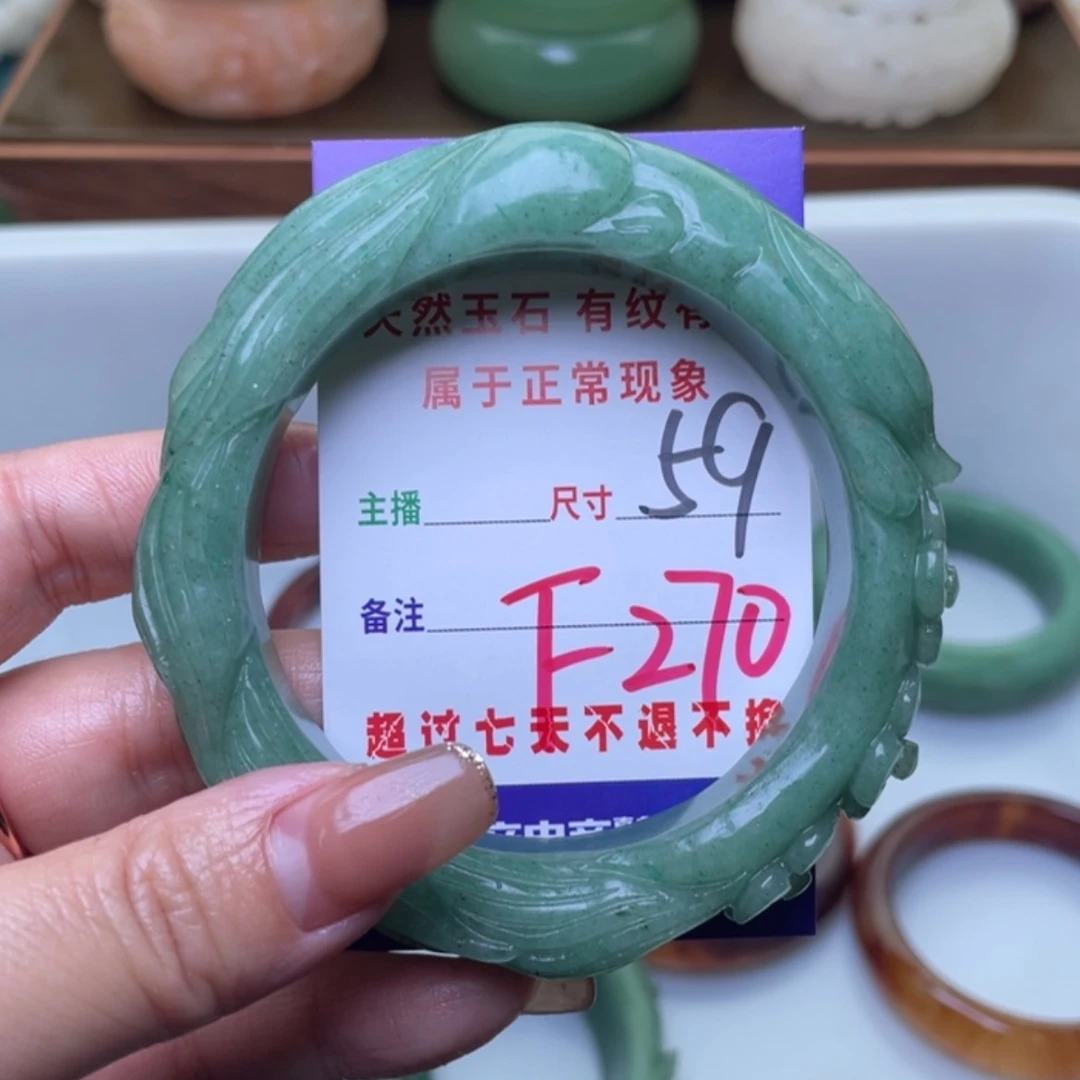 天然玉石 有纹有
属于正常现象
主播 尺寸 59
备注 F270
超过七天不退不换